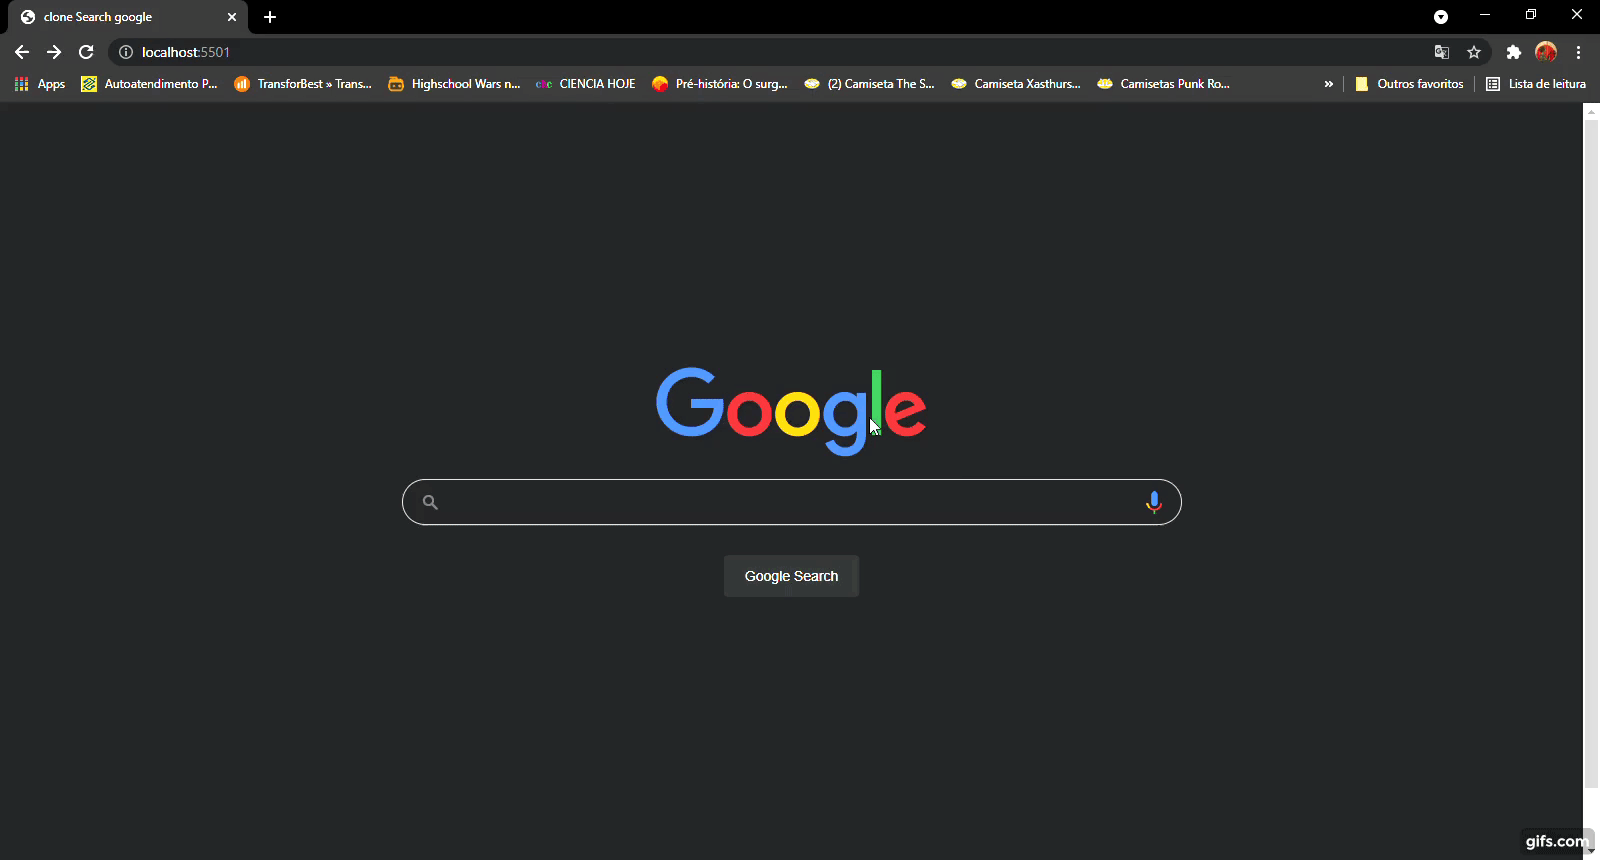 clone Search google
localhost:5501
Apps
Autoatendimento P...
TransforBest » Trans...
Highschool Wars n...
CIENCIA HOJE
Pré-história: O surg...
(2) Camiseta The S...
Camiseta Xasthurs...
Camisetas Punk Ro...
»
Outros favoritos
Lista de leitura
Google
Google Search
gifs.com